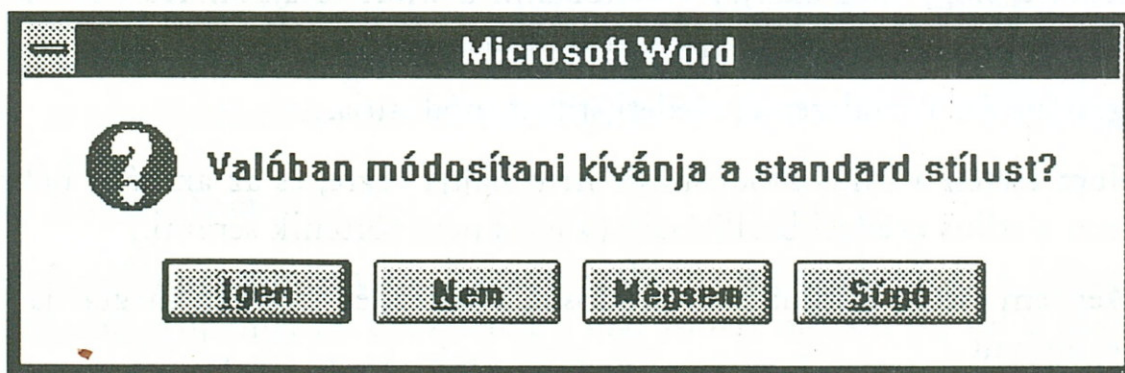 Microsoft Word
Valóban módosítani kívánja a standard stílust?
Igen Nem Mégsem Súgó